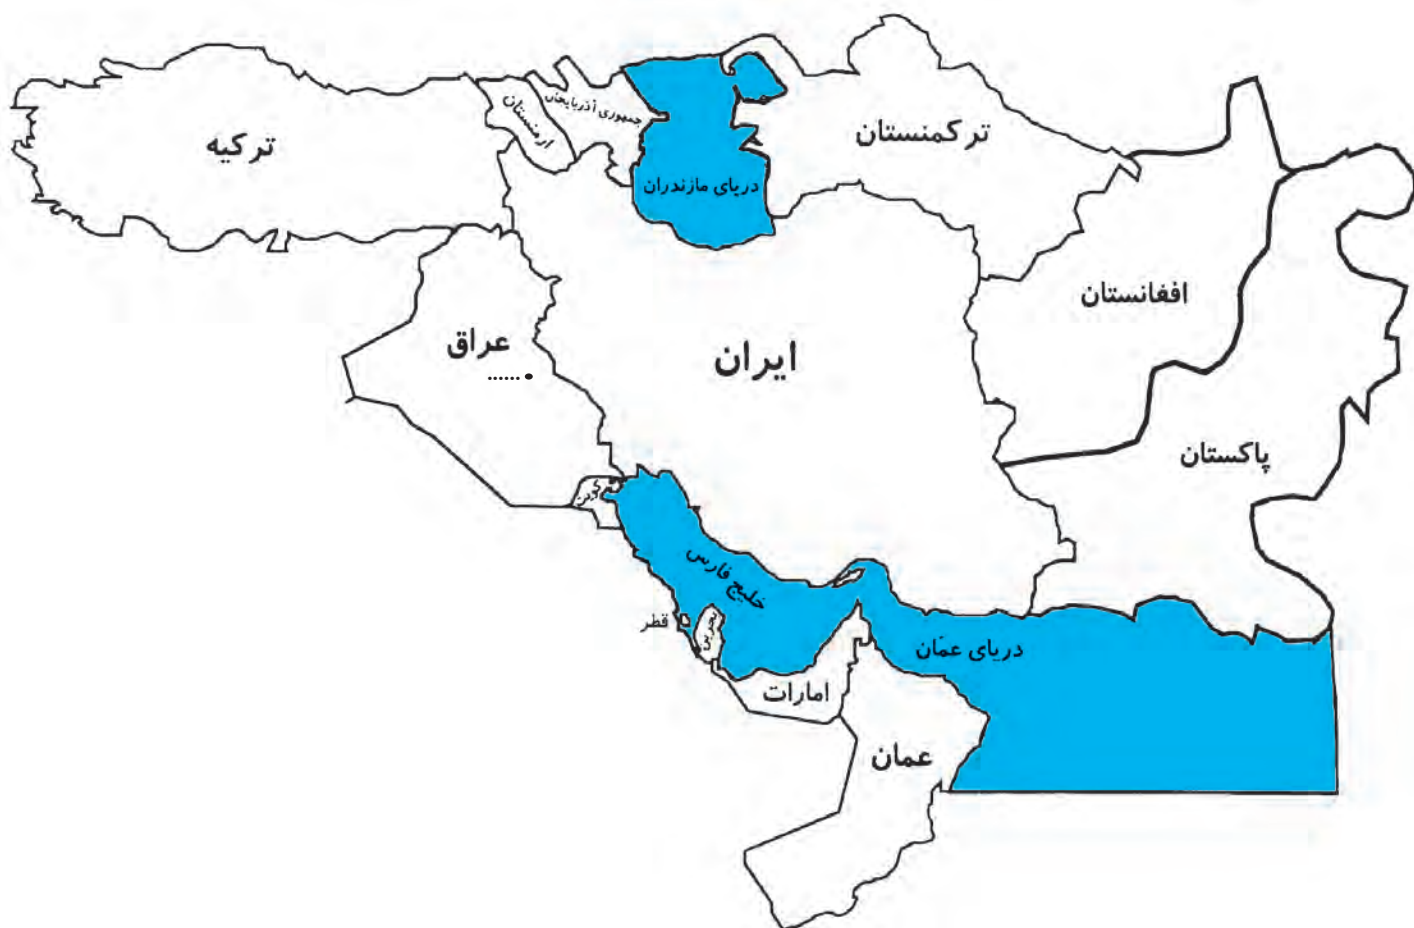 جمهوری آذربایجان
ارمنستان
ترکمنستان
ترکیه
دریای مازندران
افغانستان
عراق
......
ایران
پاکستان
کویت
خلیج فارس
قطر
بحرین
دریای عمّان
امارات
عمان